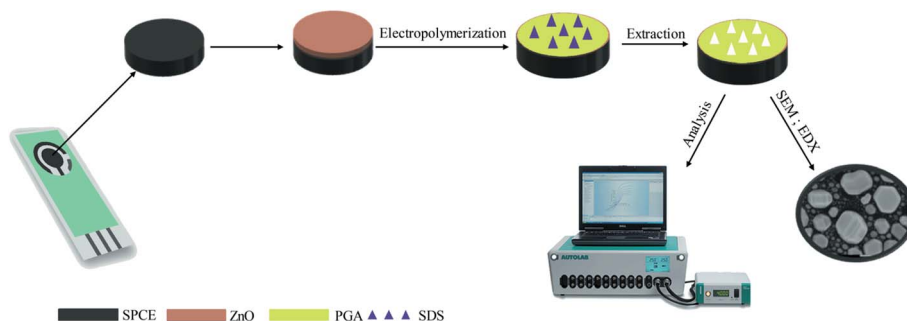 Electropolymerization
Extraction
Analysis
SEM ; EDX
AUTOLAB
SPCE
ZnO
PGA
SDS